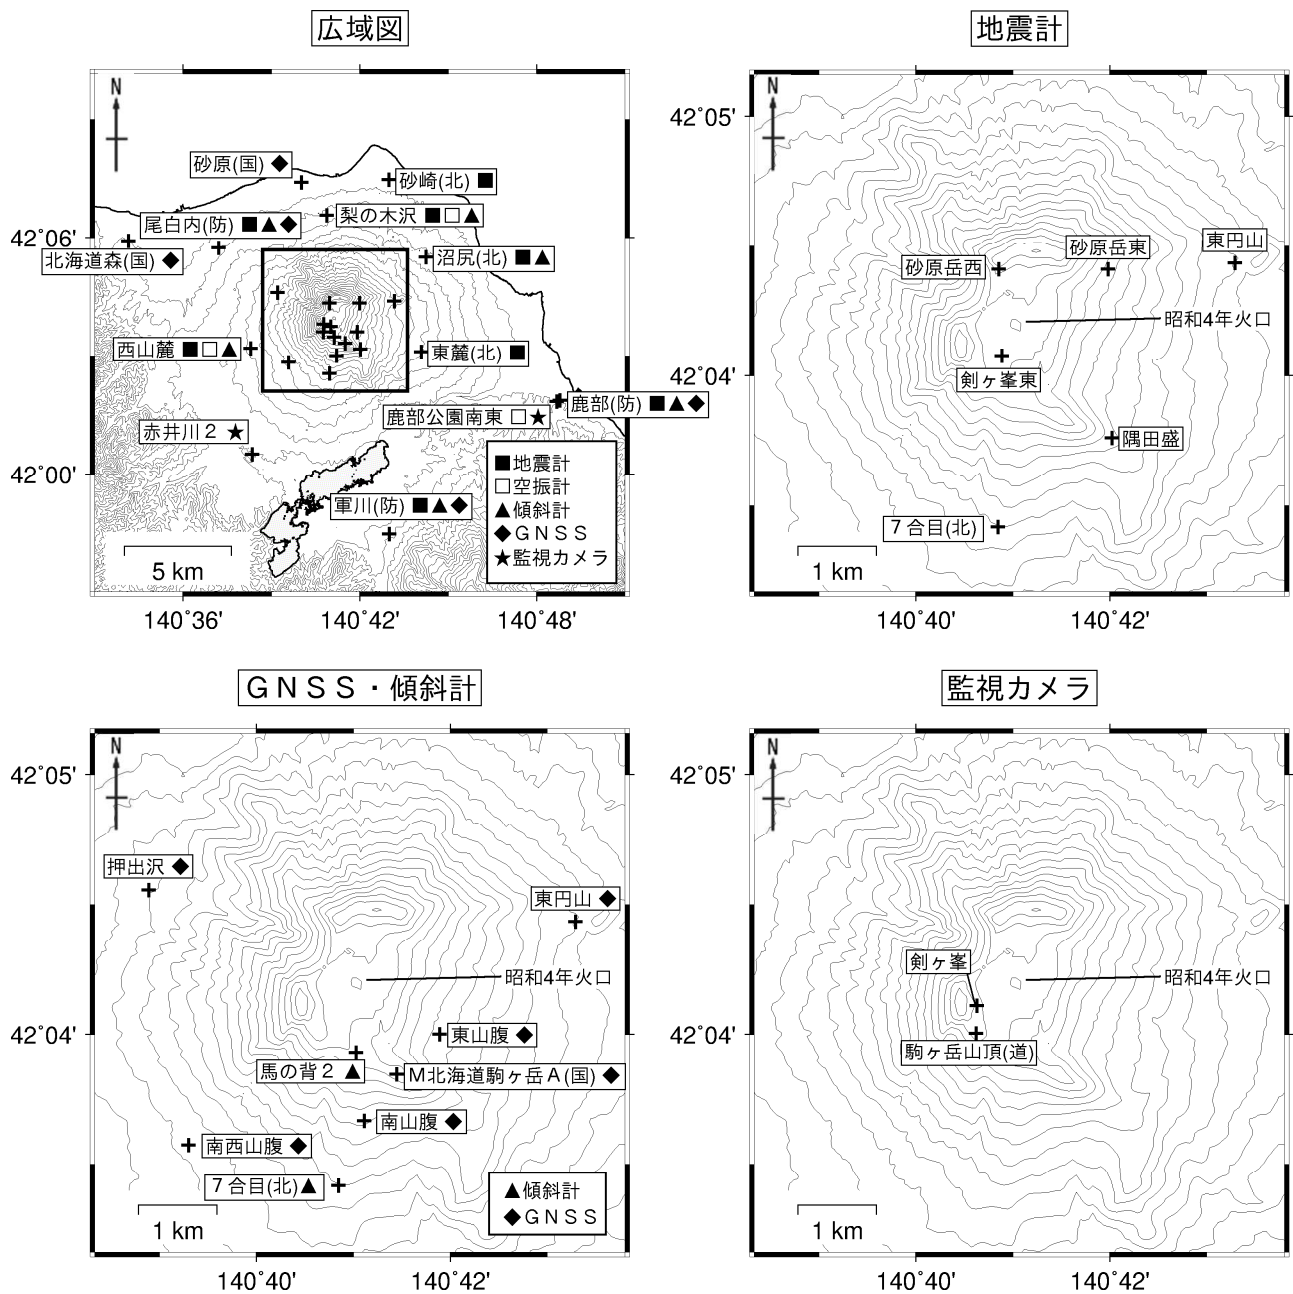 広域図
N
砂原(国) ◆
砂崎(北) ■
梨の木沢 ■□▲
尾白内(防) ■▲◆
42°06'
北海道森(国) ◆
沼尻(北) ■▲
西山麓 ■□▲
東麓(北) ■
鹿部(防) ■▲◆
鹿部公園南東 □★
赤井川2 ★
42°00'
軍川(防) ■▲◆
■地震計
□空振計
▲傾斜計
◆GNSS
★監視カメラ
5 km
140°36'
140°42'
140°48'
地震計
N
42°05'
東円山
砂原岳東
砂原岳西
昭和4年火口
42°04'
剣ヶ峯東
隅田盛
7合目(北)
1 km
140°40'
140°42'
GNSS・傾斜計
N
42°05'
押出沢 ◆
東円山 ◆
昭和4年火口
42°04'
東山腹 ◆
馬の背2 ▲
M北海道駒ヶ岳A(国) ◆
南山腹 ◆
南西山腹 ◆
7合目(北)▲
▲傾斜計
◆GNSS
1 km
140°40'
140°42'
監視カメラ
N
42°05'
剣ヶ峯
昭和4年火口
42°04'
駒ヶ岳山頂(道)
1 km
140°40'
140°42'